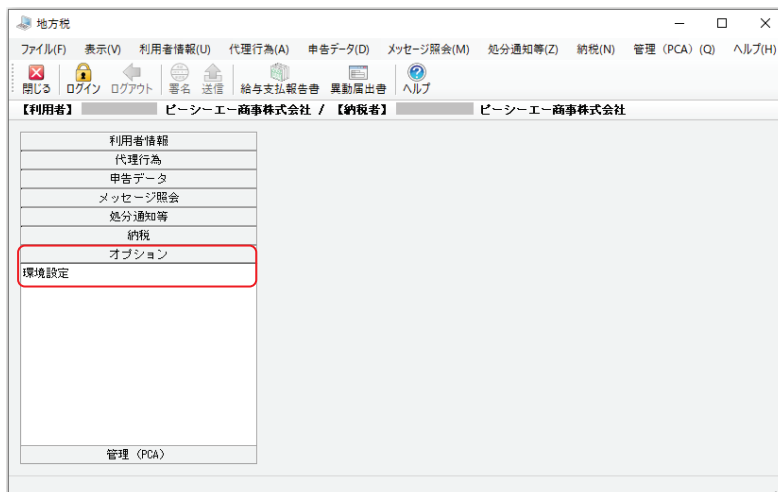 地方税
ファイル(F) 表示(V) 利用者情報(U) 代理行為(A) 申告データ(D) メッセージ照会(M) 処分通知等(Z) 納税(N) 管理（PCA）(Q) ヘルプ(H)
閉じる ログイン ログアウト 署名 送信 給与支払報告書 異動届出書 ヘルプ
【利用者】 ピーシーエー商事株式会社 / 【納税者】 ピーシーエー商事株式会社
利用者情報
代理行為
申告データ
メッセージ照会
処分通知等
納税
オプション
環境設定
管理（PCA）